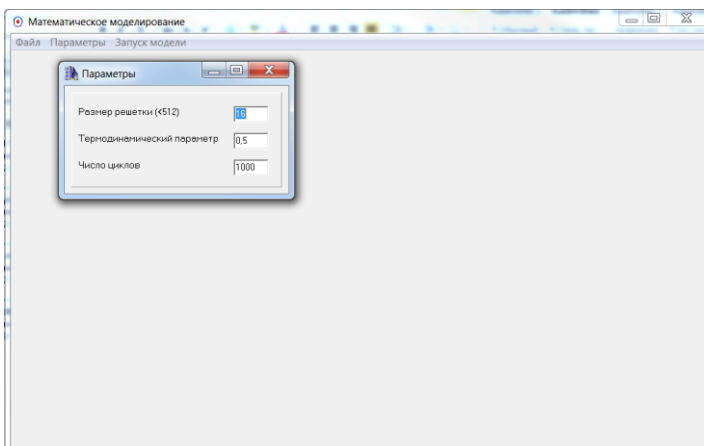 Математическое моделирование
Файл Параметры Запуск модели
Параметры
Размер решетки (<512) 16
Термодинамический параметр 0,5
Число циклов 1000